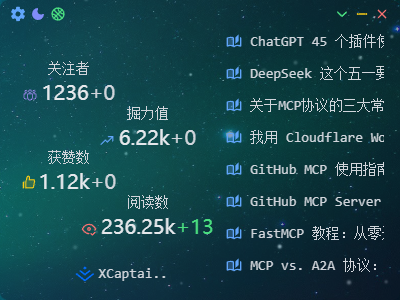 关注者
1236+0
掘力值
6.22k+0
获赞数
1.12k+0
阅读数
236.25k+13
XCaptai..
ChatGPT 45 个插件使
DeepSeek 这个五一要
关于MCP协议的三大常
我用 Cloudflare Wo
GitHub MCP 使用指南
GitHub MCP Server
FastMCP 教程：从零
MCP vs. A2A 协议：